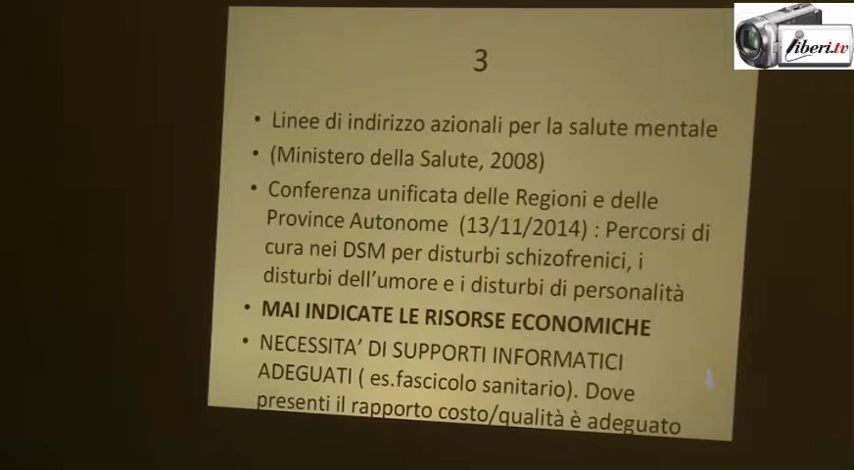 liberi.tv
3
• Linee di indirizzo azionali per la salute mentale
• (Ministero della Salute, 2008)
• Conferenza unificata delle Regioni e delle
Province Autonome (13/11/2014) : Percorsi di
cura nei DSM per disturbi schizofrenici, i
disturbi dell'umore e i disturbi di personalità
• MAI INDICATE LE RISORSE ECONOMICHE
• NECESSITA' DI SUPPORTI INFORMATICI
ADEGUATI ( es.fascicolo sanitario). Dove
presenti il rapporto costo/qualità è adeguato